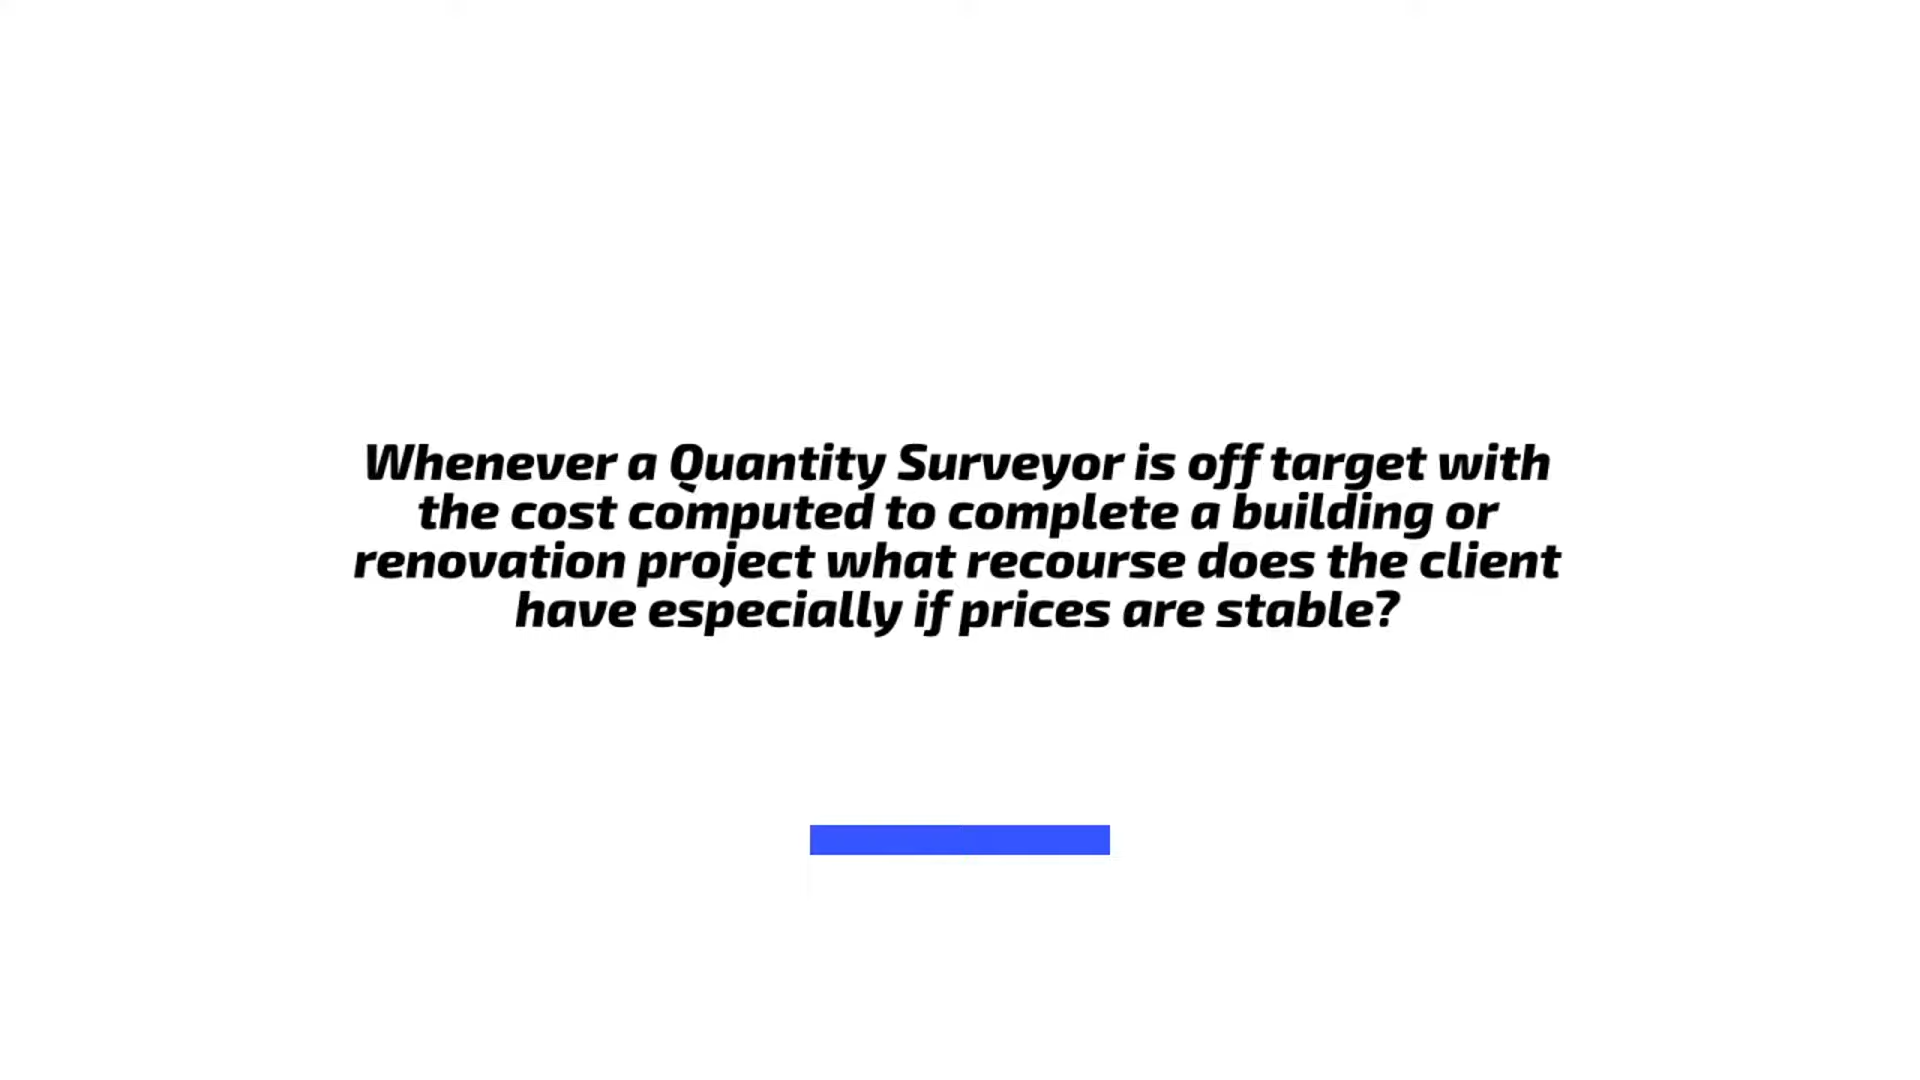 Whenever a Quantity Surveyor is off target with
the cost computed to complete a building or
renovation project what recourse does the client
have especially if prices are stable?